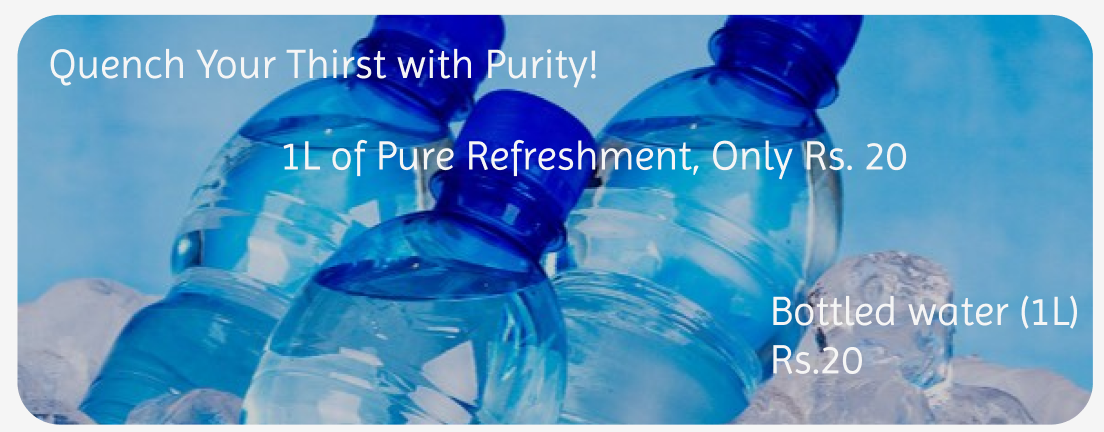 Quench Your Thirst with Purity!
1L of Pure Refreshment, Only Rs. 20
Bottled water (1L)
Rs.20